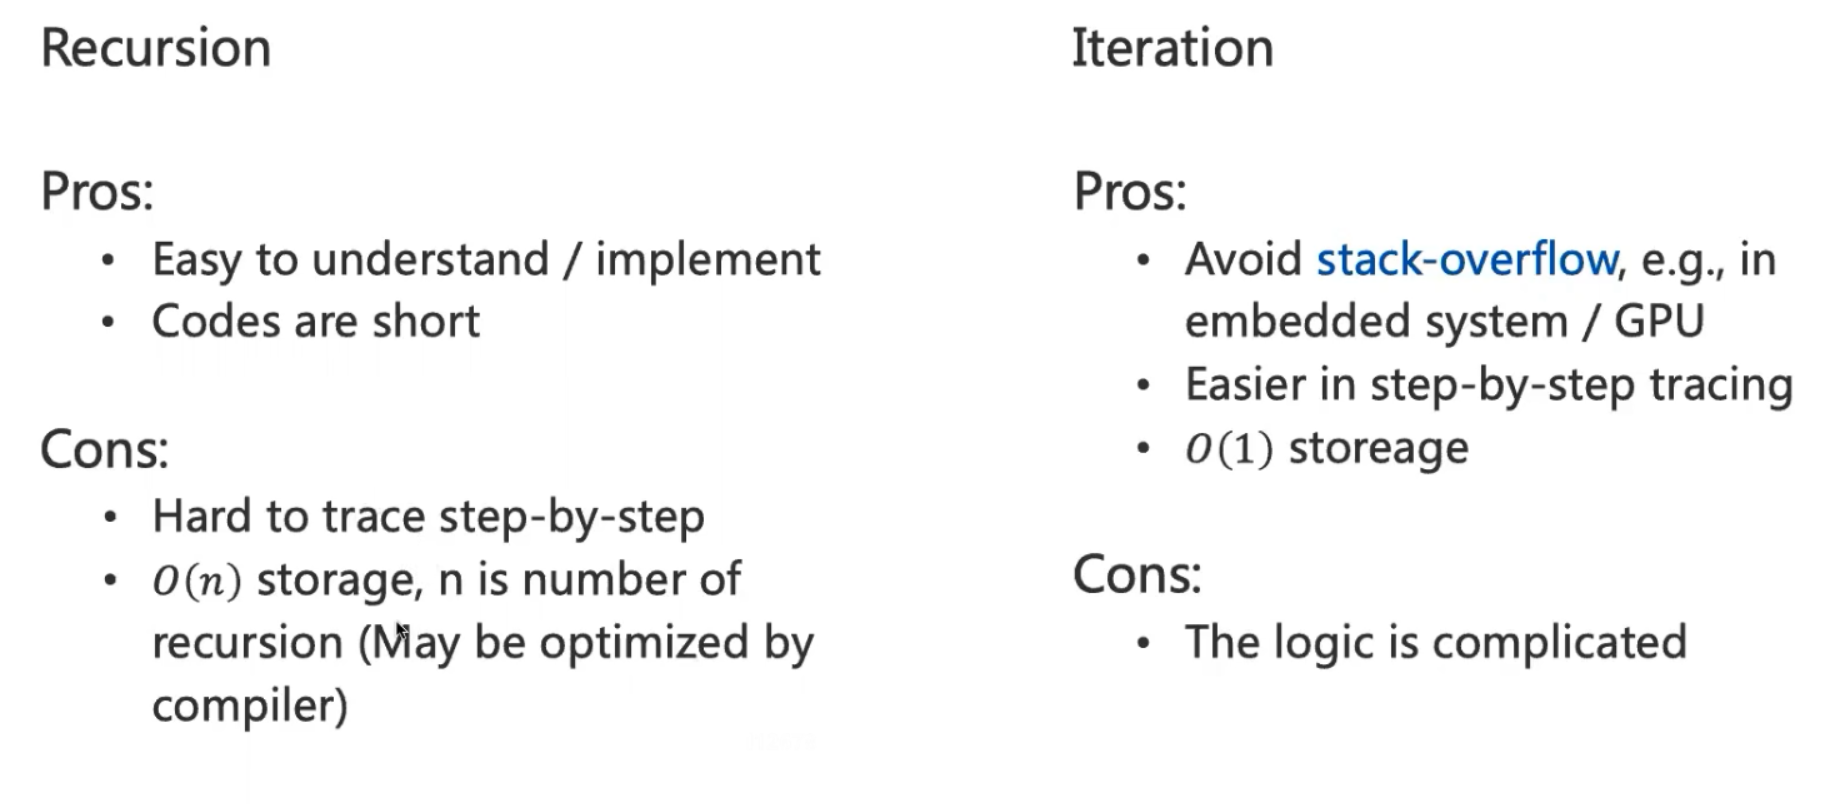 Recursion
Pros:
• Easy to understand / implement
• Codes are short
Cons:
• Hard to trace step-by-step
• O(n) storage, n is number of
recursion (May be optimized by
compiler)
Iteration
Pros:
• Avoid stack-overflow, e.g., in
embedded system / GPU
• Easier in step-by-step tracing
• O(1) storeage
Cons:
• The logic is complicated